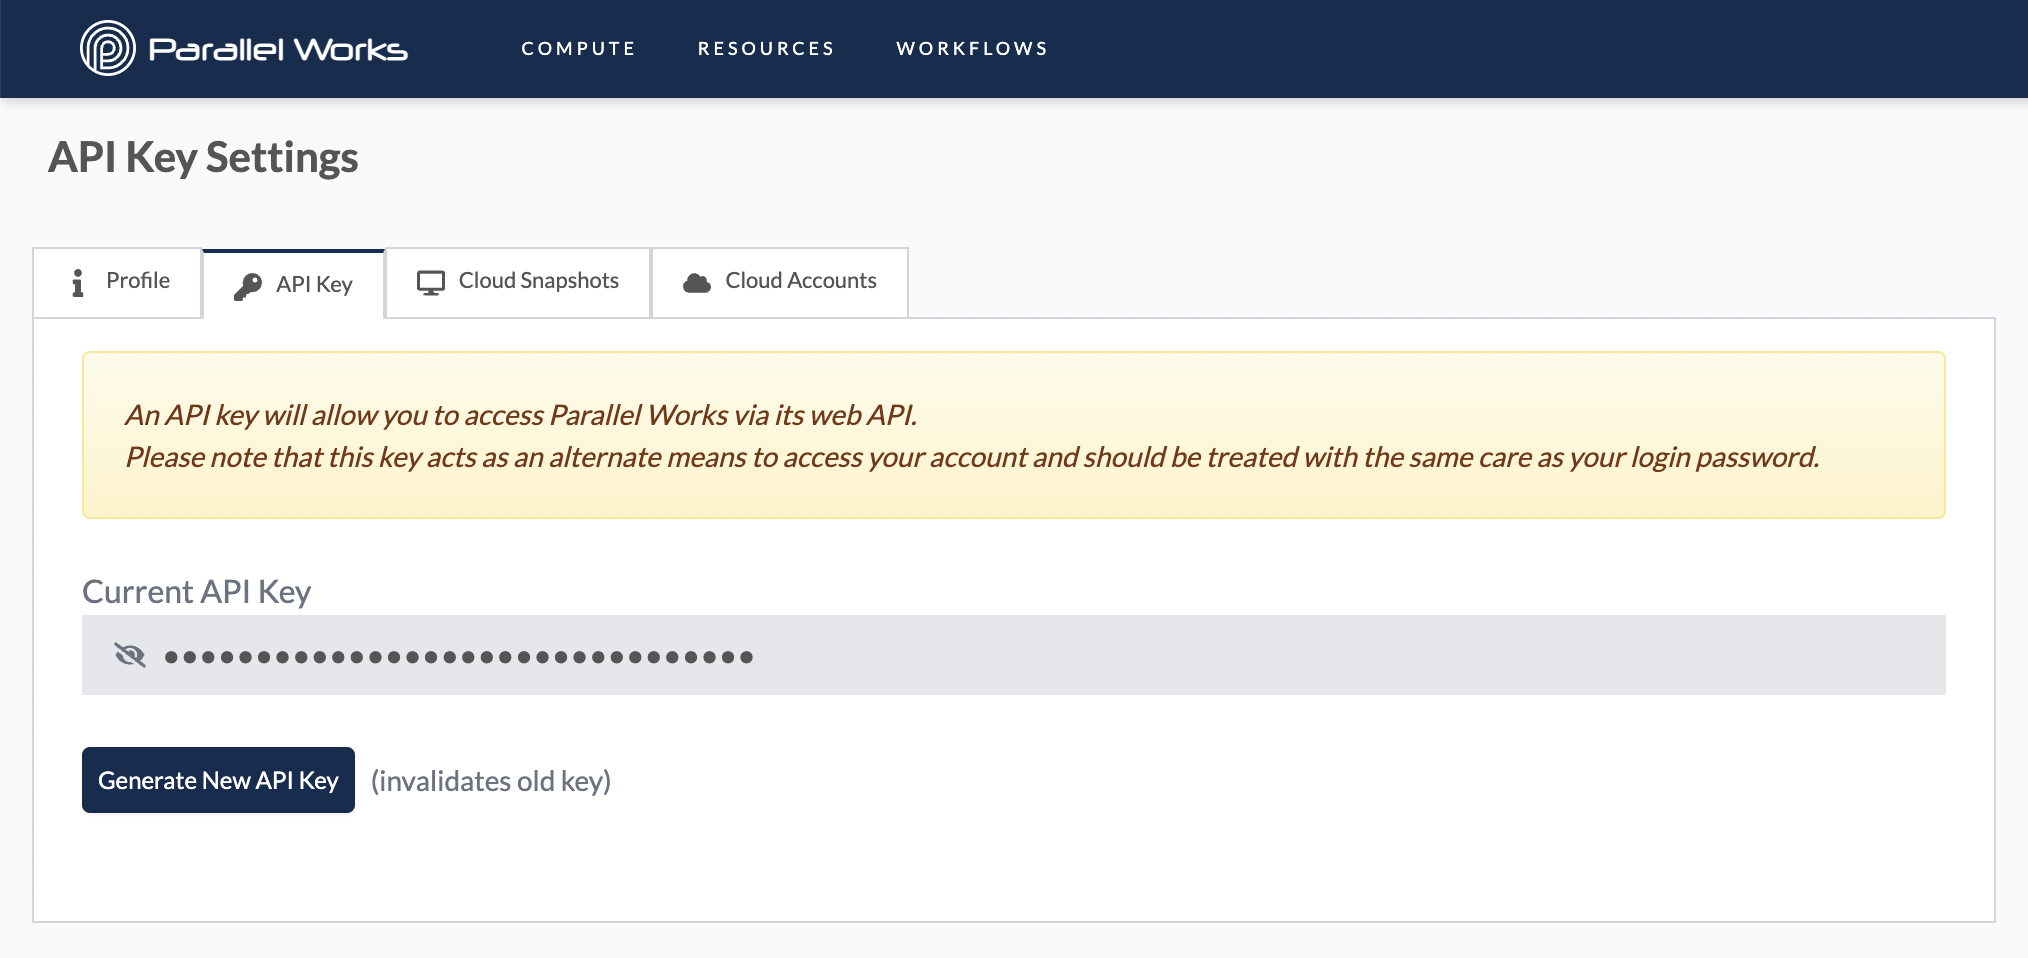 Parallel Works
COMPUTE RESOURCES WORKFLOWS
API Key Settings
Profile API Key Cloud Snapshots Cloud Accounts
An API key will allow you to access Parallel Works via its web API.
Please note that this key acts as an alternate means to access your account and should be treated with the same care as your login password.
Current API Key
••••••••••••••••••••••••••••••••
Generate New API Key (invalidates old key)